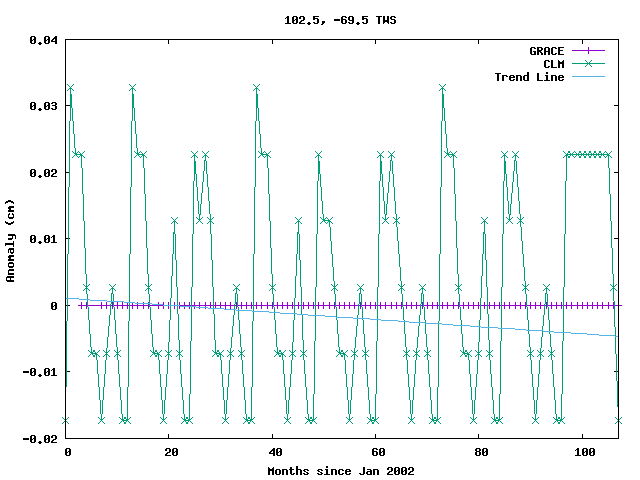 102.5, -69.5 TWS
0.04
0.03
0.02
0.01
0
-0.01
-0.02
Anomaly (cm)
GRACE
CLM
Trend Line
0 20 40 60 80 100
Months since Jan 2002